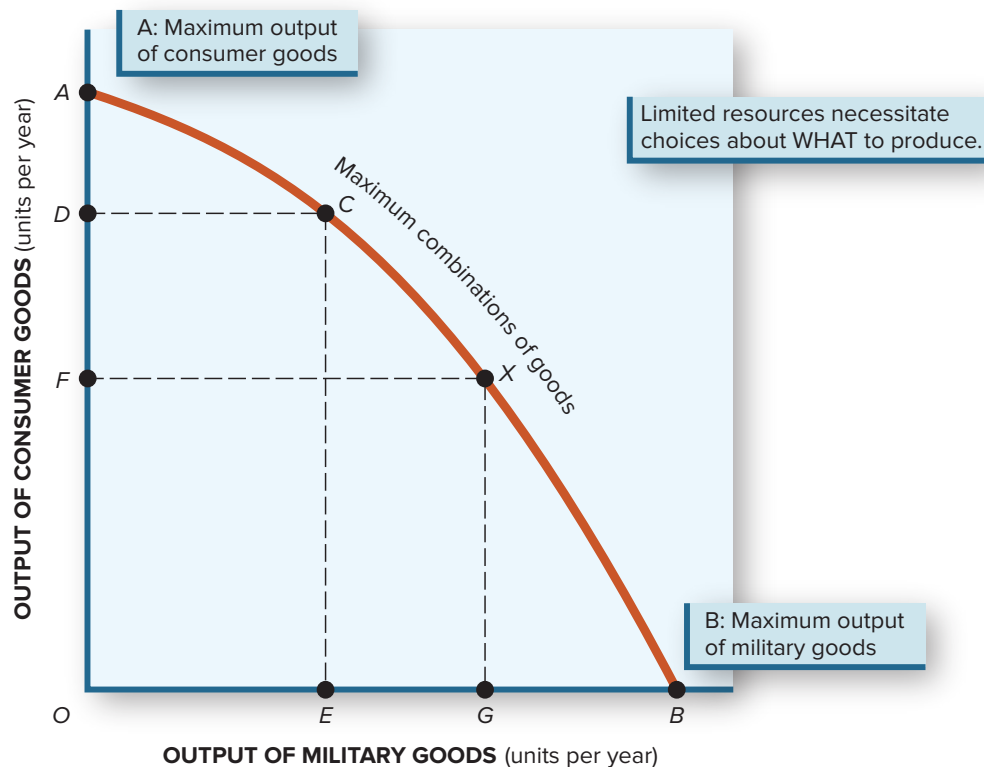 A: Maximum output
of consumer goods
Limited resources necessitate
choices about WHAT to produce.
OUTPUT OF CONSUMER GOODS (units per year)
A
D
F
C
X
Maximum combinations of goods
B: Maximum output
of military goods
O
E
G
B
OUTPUT OF MILITARY GOODS (units per year)